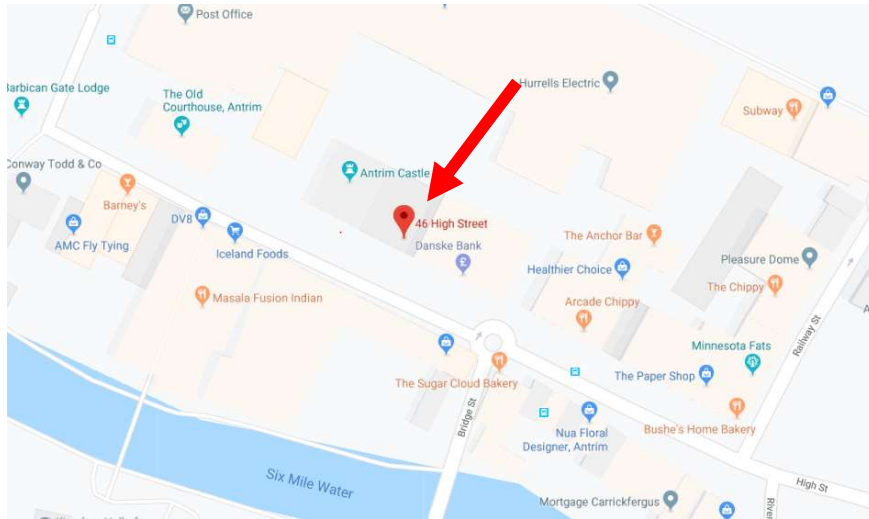 Post Office
Barbican Gate Lodge
The Old
Courthouse, Antrim
Hurrells Electric
Subway
Conway Todd & Co
Antrim Castle
Barney's
DV8
46 High Street
AMC Fly Tying
Iceland Foods
Danske Bank
£
The Anchor Bar
Healthier Choice
Pleasure Dome
The Chippy
Masala Fusion Indian
Arcade Chippy
Railway St
Minnesota Fats
The Paper Shop
The Sugar Cloud Bakery
Bridge St
Nua Floral
Designer, Antrim
Bushe's Home Bakery
Six Mile Water
High St
Mortgage Carrickfergus